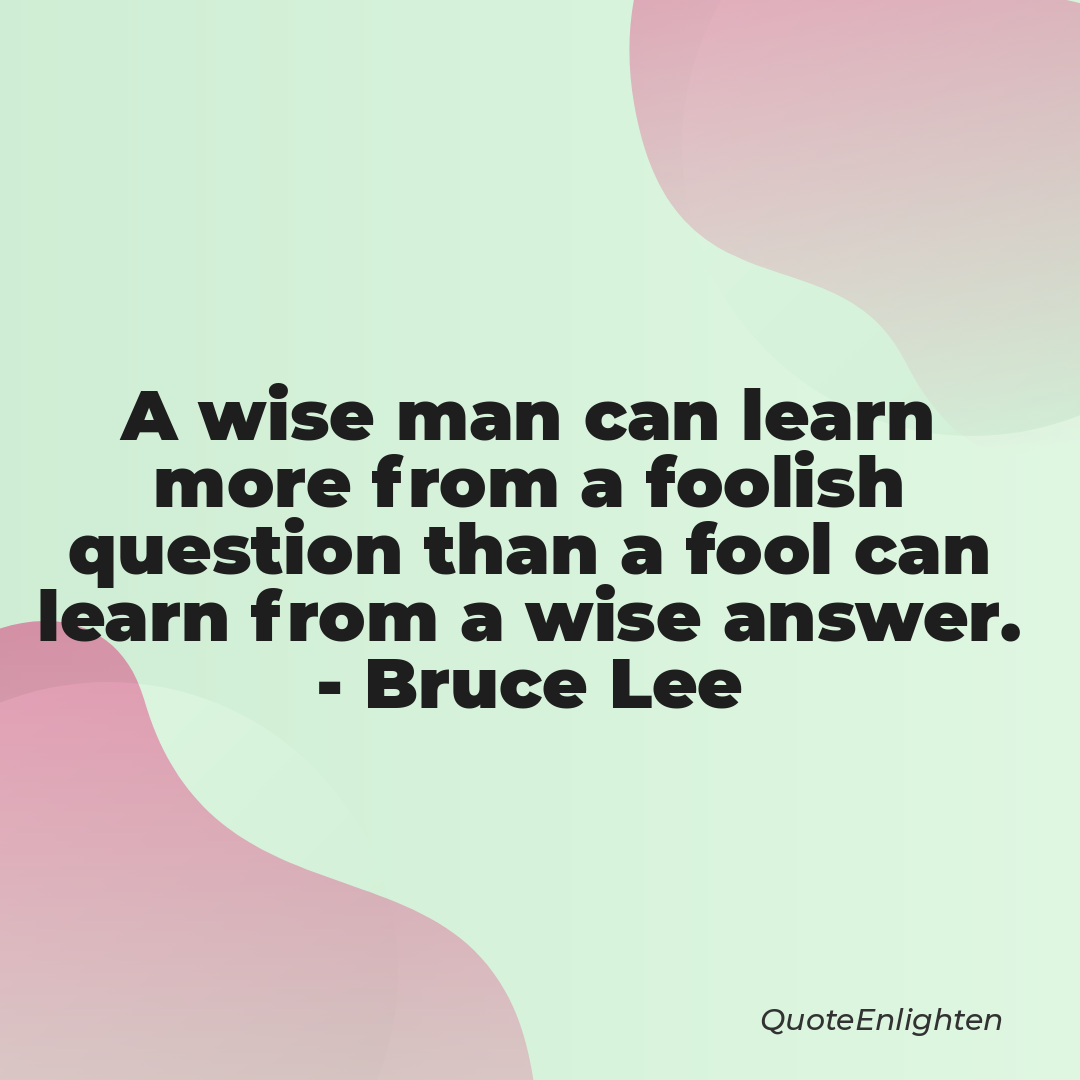 A wise man can learn
more from a foolish
question than a fool can
learn from a wise answer.
- Bruce Lee
QuoteEnlighten